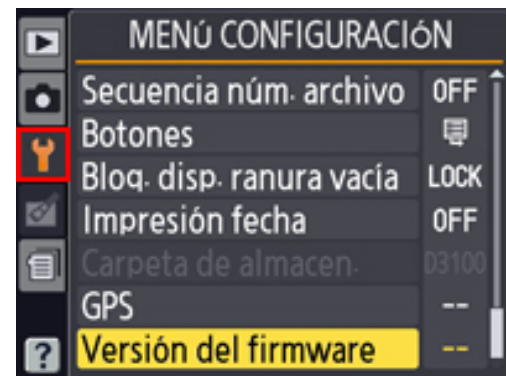 MENÚ CONFIGURACIÓN
Secuencia núm. archivo OFF
Botones
Bloq. disp. ranura vacía LOCK
Impresión fecha OFF
Carpeta de almacen. D3100
GPS --
Versión del firmware --
?